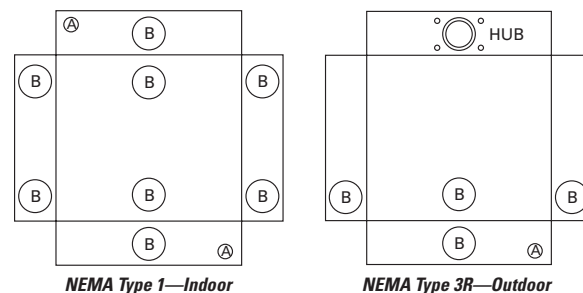 A
B
HUB
B B B
B B B B B B
B A B A
NEMA Type 1—Indoor NEMA Type 3R—Outdoor